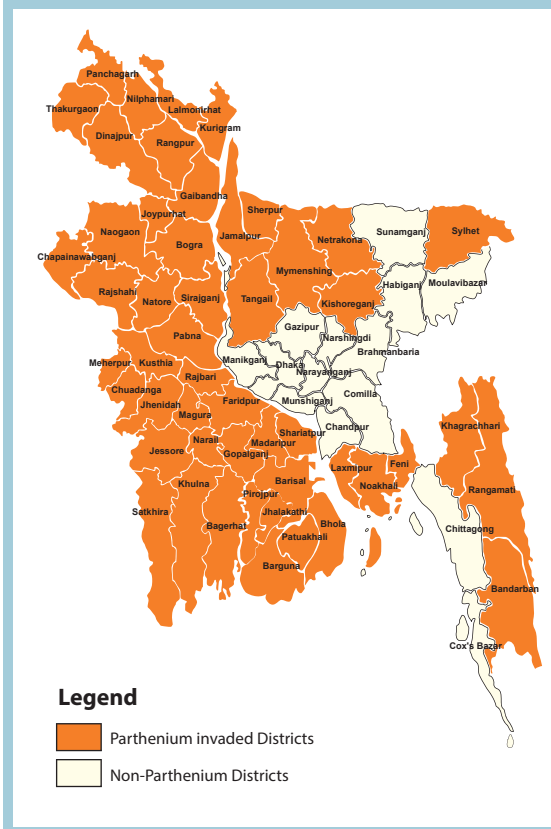 Panchagarh
Nilphamari
Thakurgaon
Lalmonirhat
Dinajpur
Rangpur
Kurigram
Gaibandha
Joypurhat
Sherpur
Naogaon
Sunamganj
Sylhet
Jamalpur
Bogra
Netrakona
Chapainawabganj
Mymenshing
Habiganj
Moulavibazar
Rajshahi
Natore
Sirajganj
Tangail
Kishoreganj
Gazipur
Pabna
Narshingdi
Brahmanbaria
Meherpur
Kusthia
Manikganj
Dhaka
Narayanganj
Rajbari
Chuadanga
Comilla
Jhenidah
Magura
Faridpur
Munshiganj
Khagrachhari
Chandpur
Shariatpur
Narail
Madaripur
Jessore
Gopalganj
Laxmipur
Feni
Khulna
Barisal
Noakhali
Rangamati
Pirojpur
Satkhira
Jhalakathi
Bagerhat
Bhola
Chittagong
Patuakhali
Barguna
Bandarban
Cox's Bazar
Legend
Parthenium invaded Districts
Non-Parthenium Districts